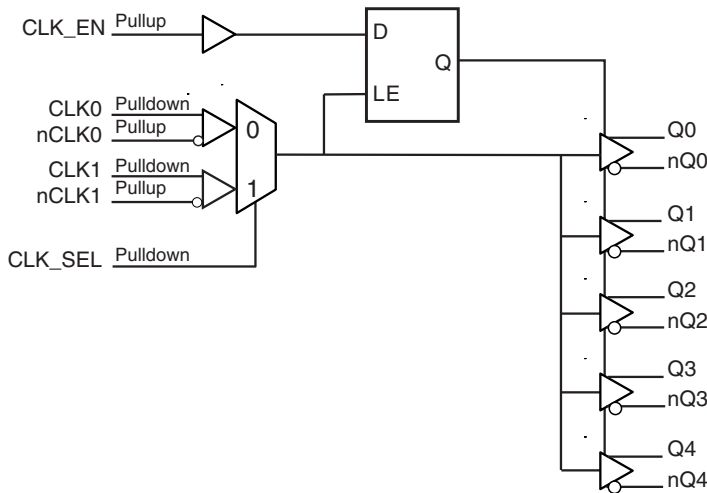 CLK_EN Pullup
D
Q
LE
CLK0 Pulldown
nCLK0 Pullup
0
CLK1 Pulldown
nCLK1 Pullup
1
CLK_SEL Pulldown
Q0
nQ0
Q1
nQ1
Q2
nQ2
Q3
nQ3
Q4
nQ4